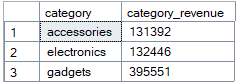 category category_revenue
1 accessories 131392
2 electronics 132446
3 gadgets 395551